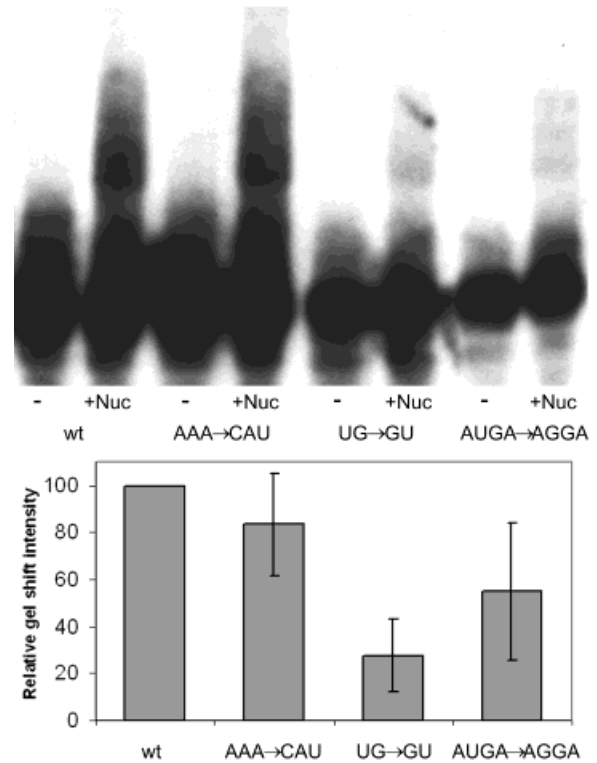 - +Nuc - +Nuc - +Nuc - +Nuc
wt AAA→CAU UG→GU AUGA→AGGA
Relative gel shift intensity
100
80
60
40
20
0
wt AAA→CAU UG→GU AUGA→AGGA